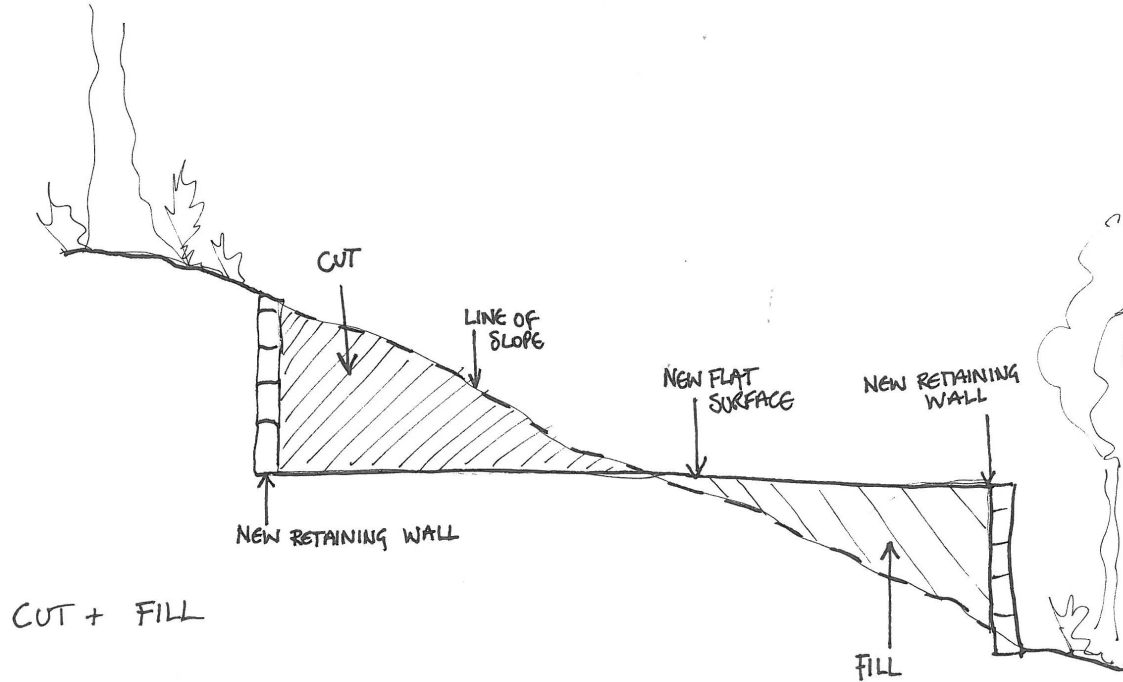 CUT
LINE OF
SLOPE
NEW FLAT
SURFACE
NEW RETAINING
WALL
NEW RETAINING WALL
CUT + FILL
FILL